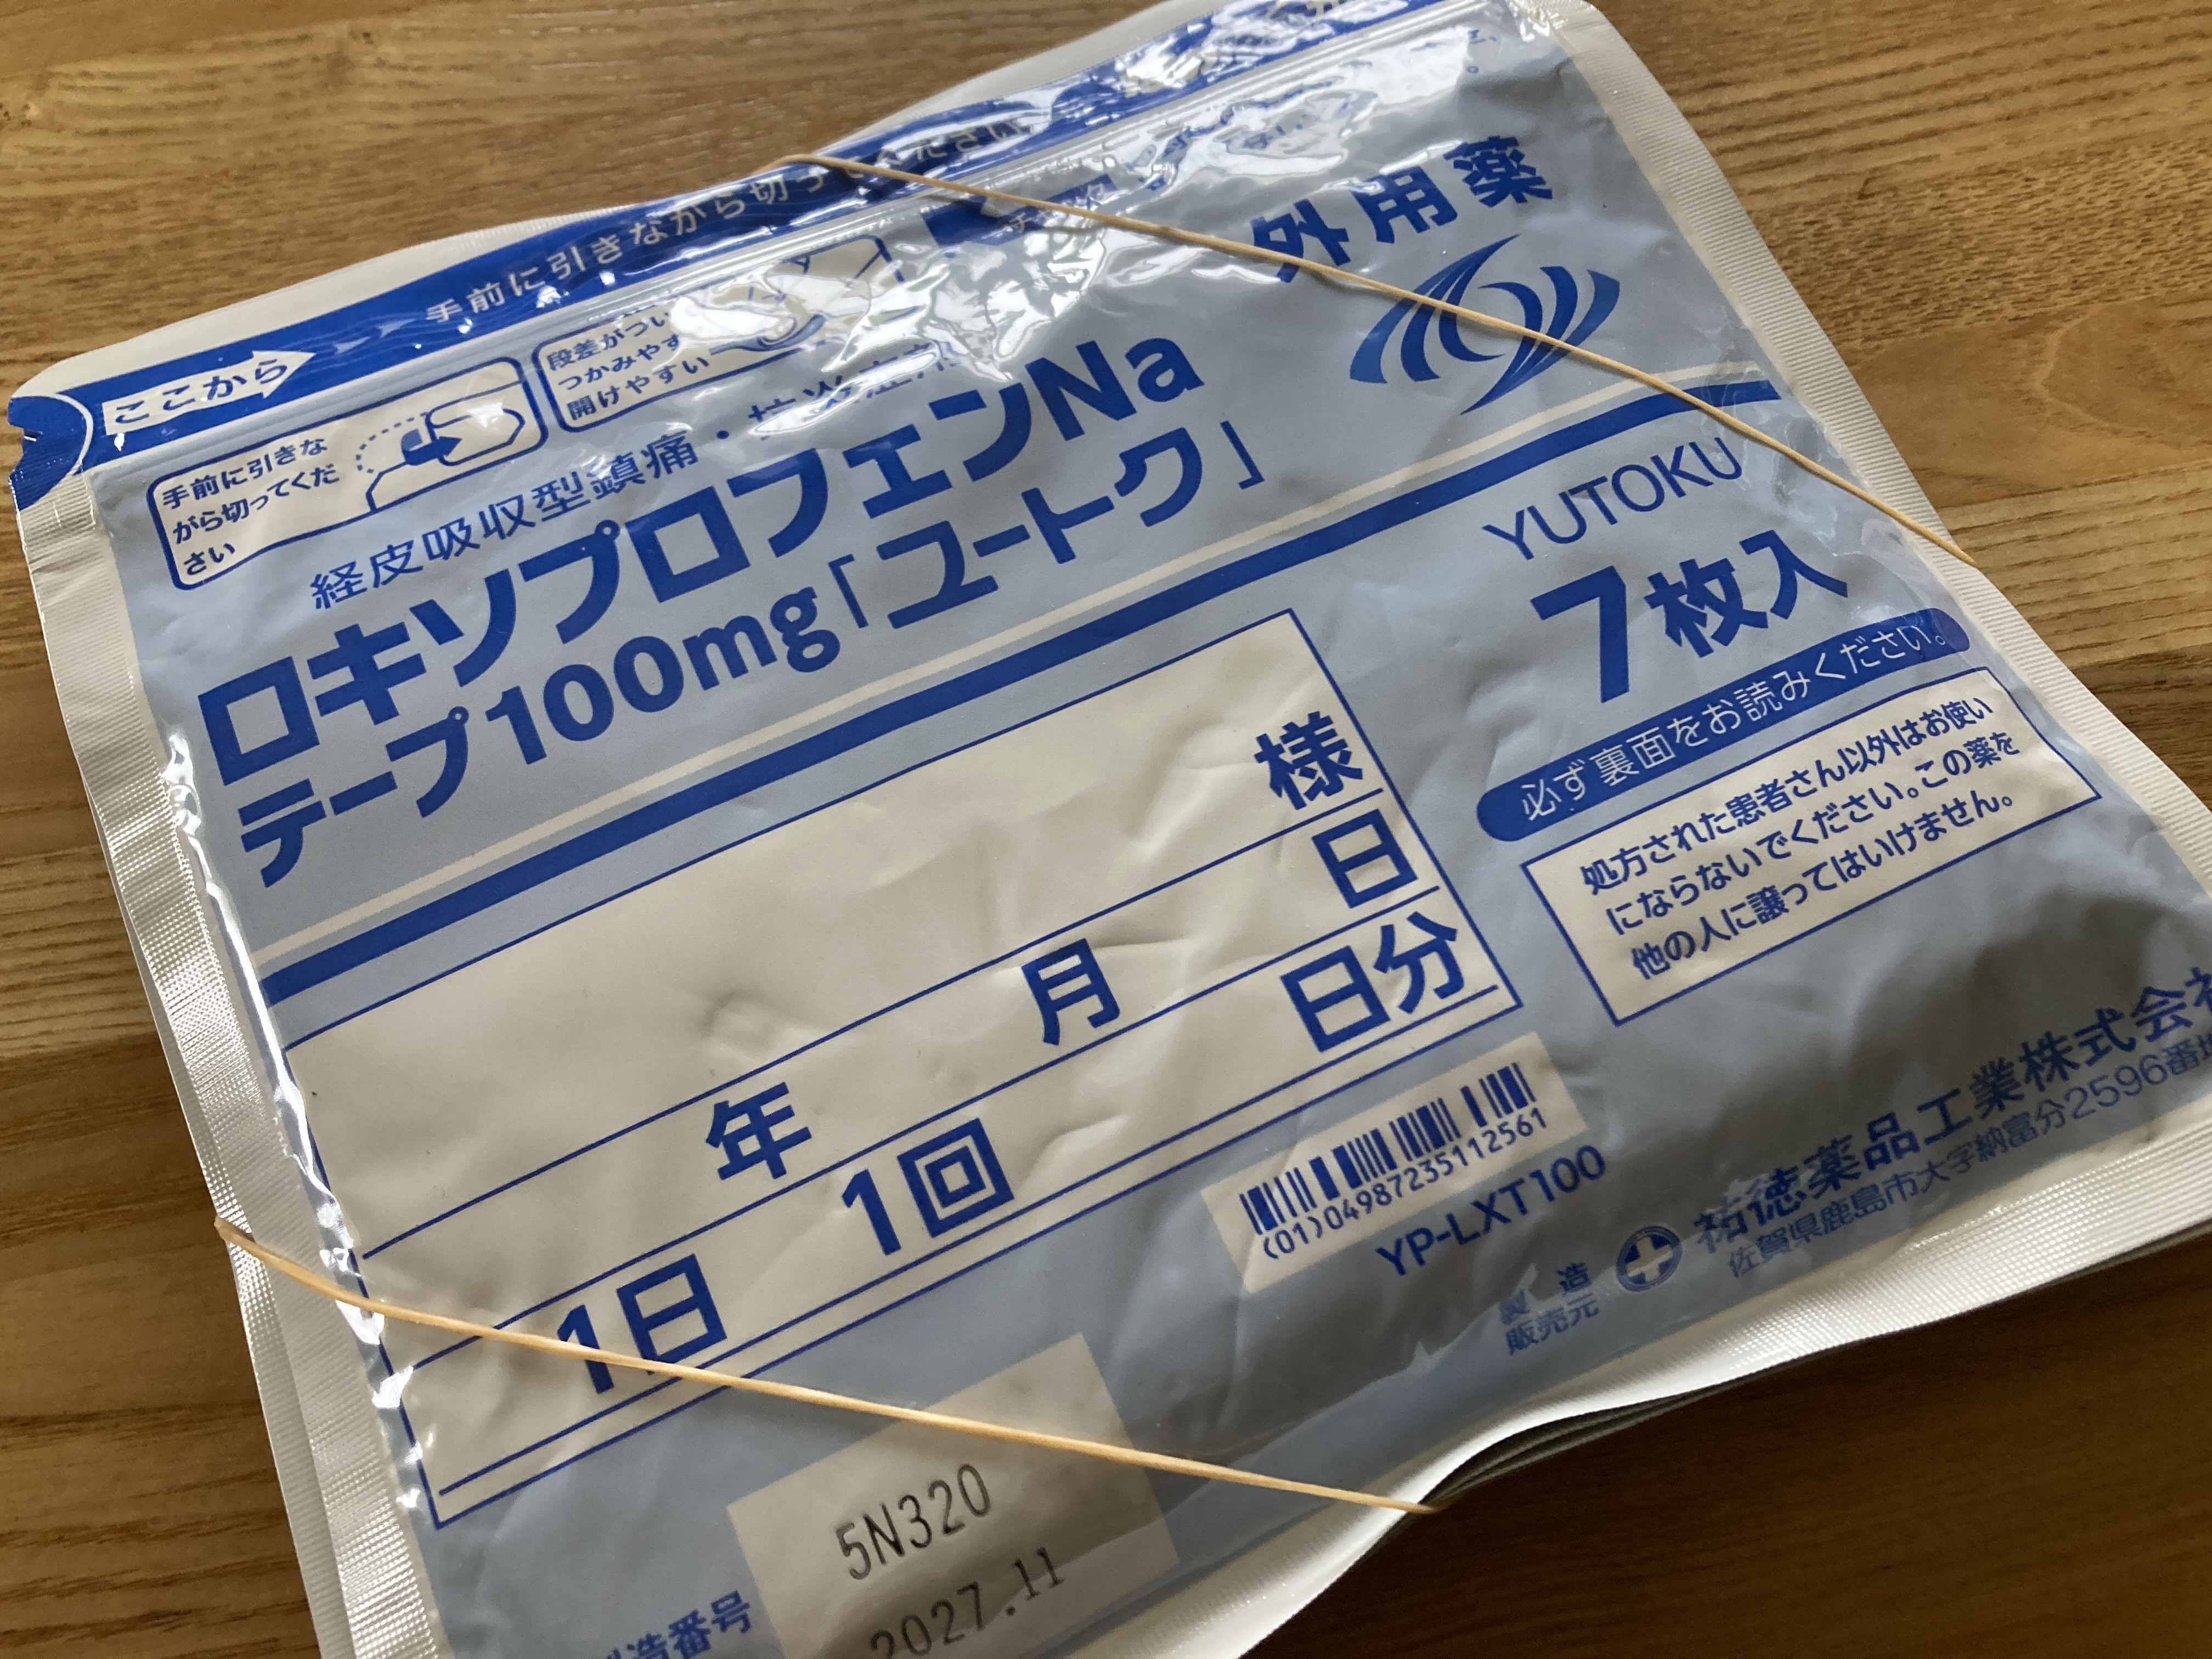 手前に引きながら切ってください
ここから
手前に引きな
がら切ってくだ
さい
段差がつい
つかみやす
開けやすい
外用薬
経皮吸収型鎮痛・抗炎症剤
ロキソプロフェンNa
テープ100mg「ユートク」
YUTOKU
7枚入
必ず裏面をお読みください。
処方された患者さん以外はお使い
にならないでください。この薬を
他の人に譲ってはいけません。
様
年 月 日
1日 1回 日分
(01)04987235112561
YP-LXT100
製造
販売元
祐徳薬品工業株式会社
佐賀県鹿島市大字納富分2596番地
製造番号
5N320
2027.11